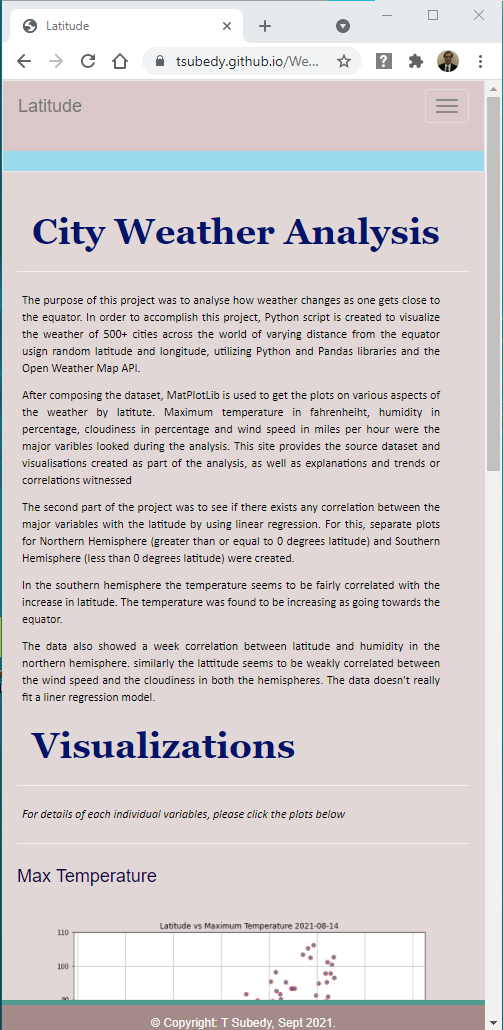 Latitude
tsubedy.github.io/We...
Latitude
City Weather Analysis
The purpose of this project was to analyse how weather changes as one gets close to
the equator. In order to accomplish this project, Python script is created to visualize
the weather of 500+ cities across the world of varying distance from the equator
usign random latitude and longitude, utilizing Python and Pandas libraries and the
Open Weather Map API.
After composing the dataset, MatPlotLib is used to get the plots on various aspects of
the weather by latitute. Maximum temperature in fahrenheiht, humidity in
percentage, cloudiness in percentage and wind speed in miles per hour were the
major varibles looked during the analysis. This site provides the source dataset and
visualisations created as part of the analysis, as well as explanations and trends or
correlations witnessed
The second part of the project was to see if there exists any correlation between the
major variables with the latitude by using linear regression. For this, separate plots
for Northern Hemisphere (greater than or equal to 0 degrees latitude) and Southern
Hemisphere (less than 0 degrees latitude) were created.
In the southern hemisphere the temperature seems to be fairly correlated with the
increase in latitude. The temperature was found to be increasing as going towards the
equator.
The data also showed a week correlation between latitude and humidity in the
northern hemisphere. similarly the lattitude seems to be weakly correlated between
the wind speed and the cloudiness in both the hemispheres. The data doesn't really
fit a liner regression model.
Visualizations
For details of each individual variables, please click the plots below
Max Temperature
Latitude vs Maximum Temperature 2021-08-14
110
100
90
© Copyright: T Subedy, Sept 2021.